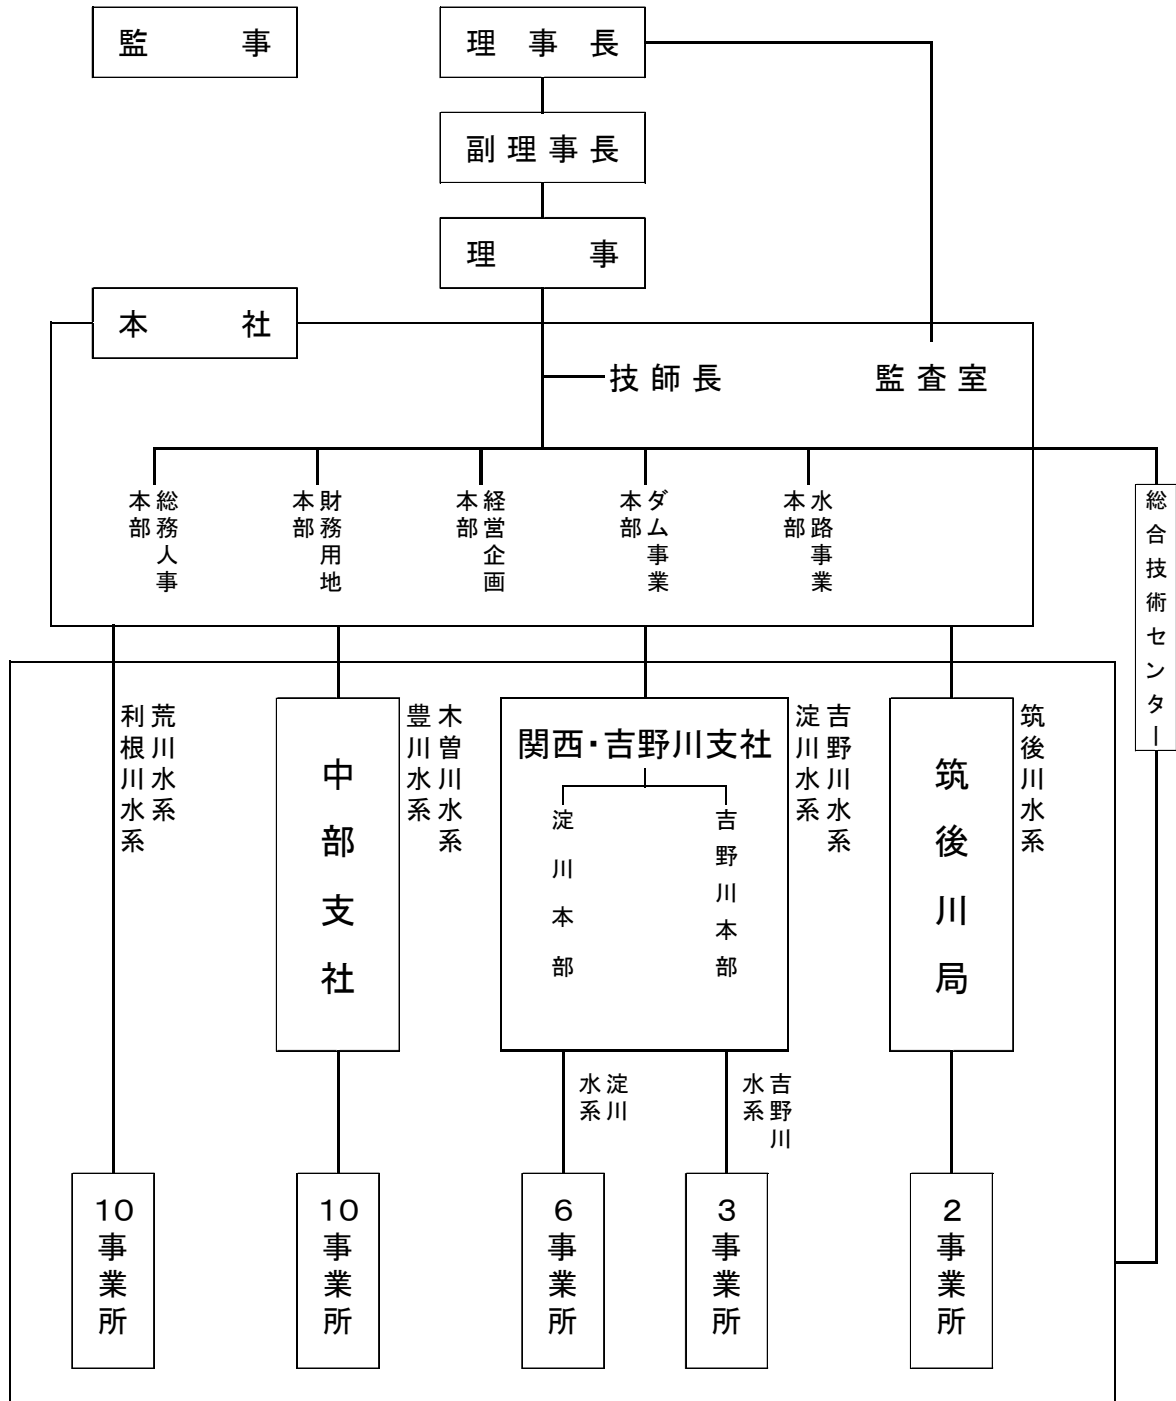 監事
理事長
副理事長
理事
本社
技師長
監査室
総務人事
本部
財務用地
本部
経営企画
本部
ダム事業
本部
水路事業
本部
総合技術センター
荒川水系
利根川水系
中部支社
木曽川水系
豊川水系
関西・吉野川支社
淀川本部
吉野川本部
吉野川水系
淀川水系
筑後川局
筑後川水系
淀川
水系
吉野川
水系
10事業所
10事業所
6事業所
3事業所
2事業所